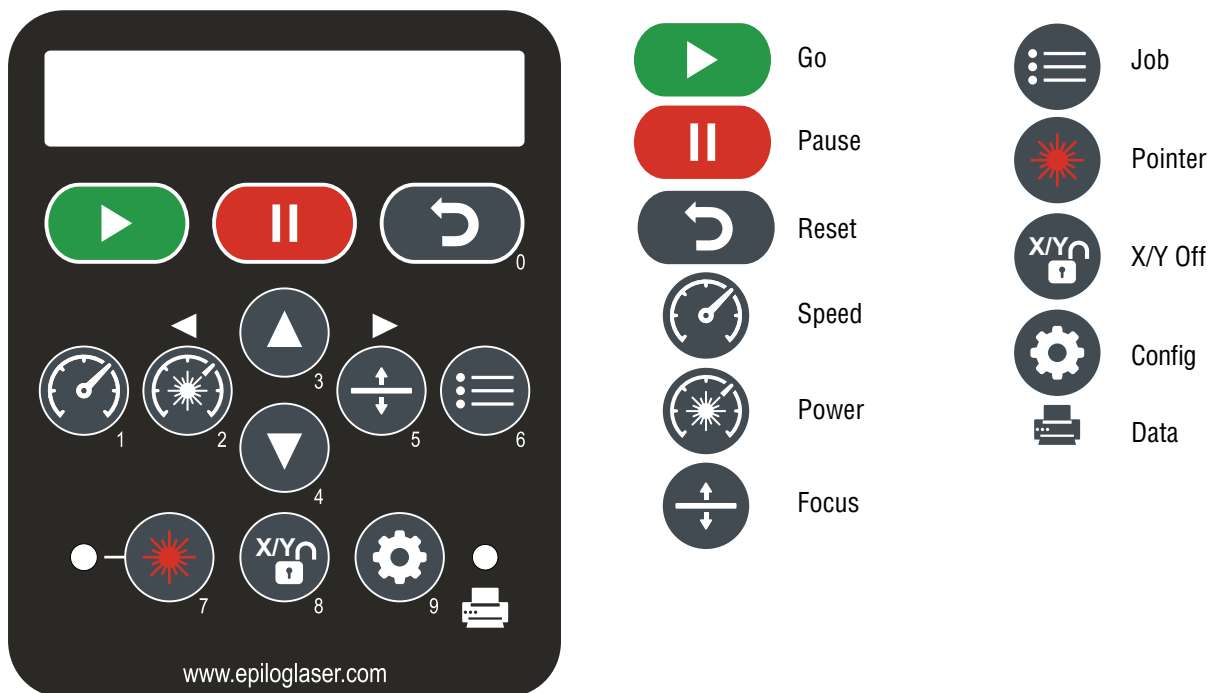 0
3
1
2
5
6
4
X/Y
7
8
9
www.epiloglaser.com
Go
Pause
Reset
Speed
Power
Focus
Job
Pointer
X/Y
X/Y Off
Config
Data